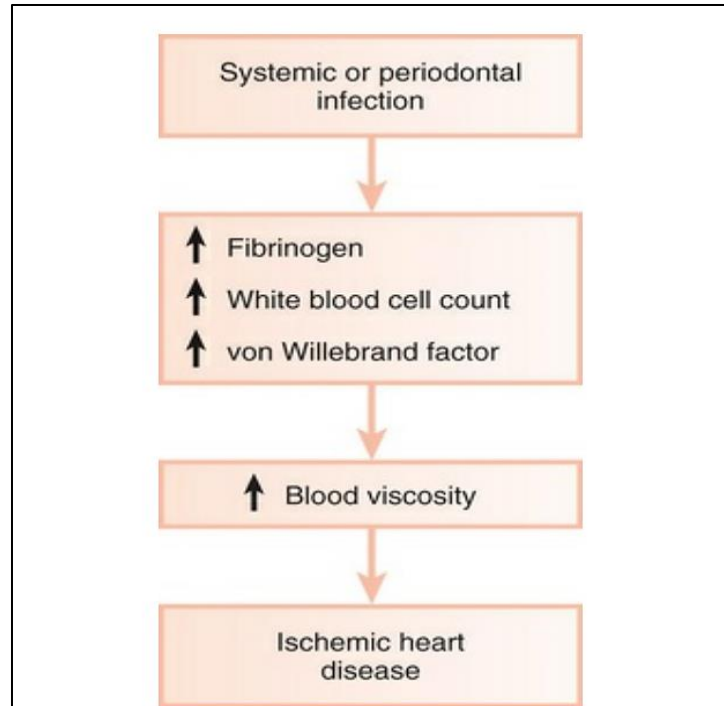 Systemic or periodontal
infection
↑ Fibrinogen
↑ White blood cell count
↑ von Willebrand factor
↑ Blood viscosity
Ischemic heart
disease